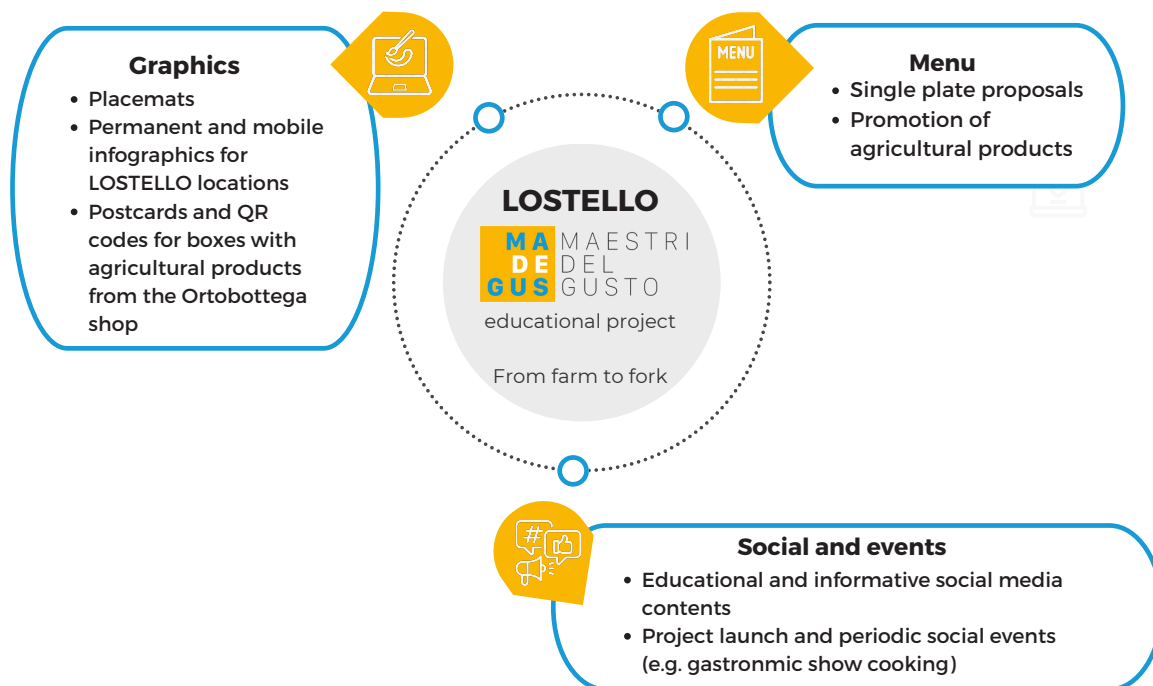 Graphics
• Placemats
• Permanent and mobile
infographics for
LOSTELLO locations
• Postcards and QR
codes for boxes with
agricultural products
from the Ortobottega
shop
MENU
Menu
• Single plate proposals
• Promotion of
agricultural products
LOSTELLO
MA MAESTRI
DE DEL
GUS GUSTO
educational project
From farm to fork
#
Social and events
• Educational and informative social media
contents
• Project launch and periodic social events
(e.g. gastronmic show cooking)